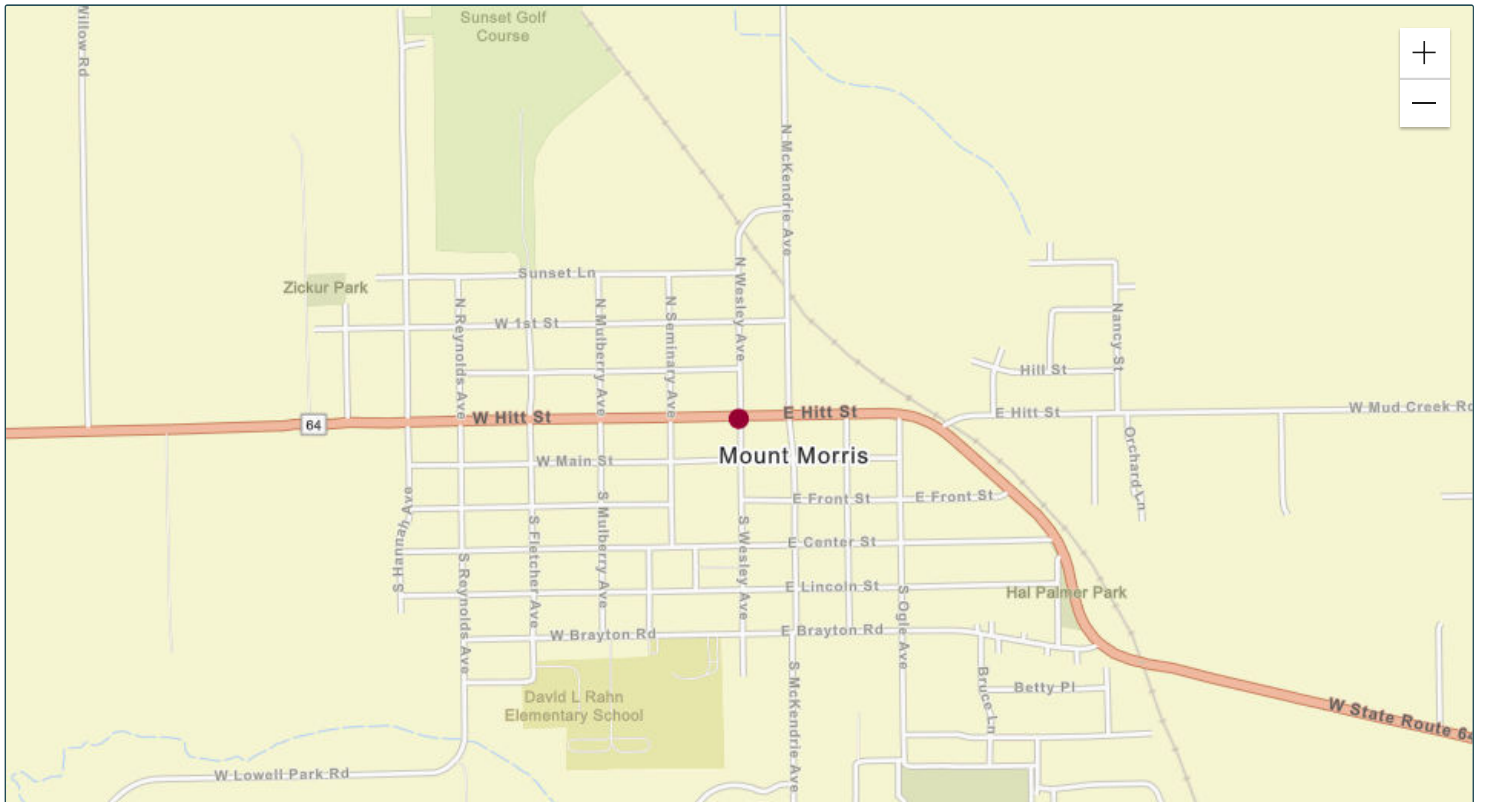 Willow Rd
Sunset Golf
Course
+
−
N McKendrie Ave
Sunset Ln
N Wesley Ave
Zickur Park
N Reynolds Ave
N Mulberry Ave
N Seminary Ave
W 1st St
Nancy St
Hill St
W Hitt St
E Hitt St
E Hitt St
W Mud Creek Rd
64
Mount Morris
W Main St
Orchard Ln
S Hannah Ave
S Mulberry Ave
E Front St
E Front St
S Fletcher Ave
S Wesley Ave
E Center St
S Reynolds Ave
E Lincoln St
S Ogle Ave
Hal Palmer Park
W Brayton Rd
E Brayton Rd
S McKendrie Ave
Bruce Ln
Betty Pl
David L Rahn
Elementary School
W State Route 64
W Lowell Park Rd